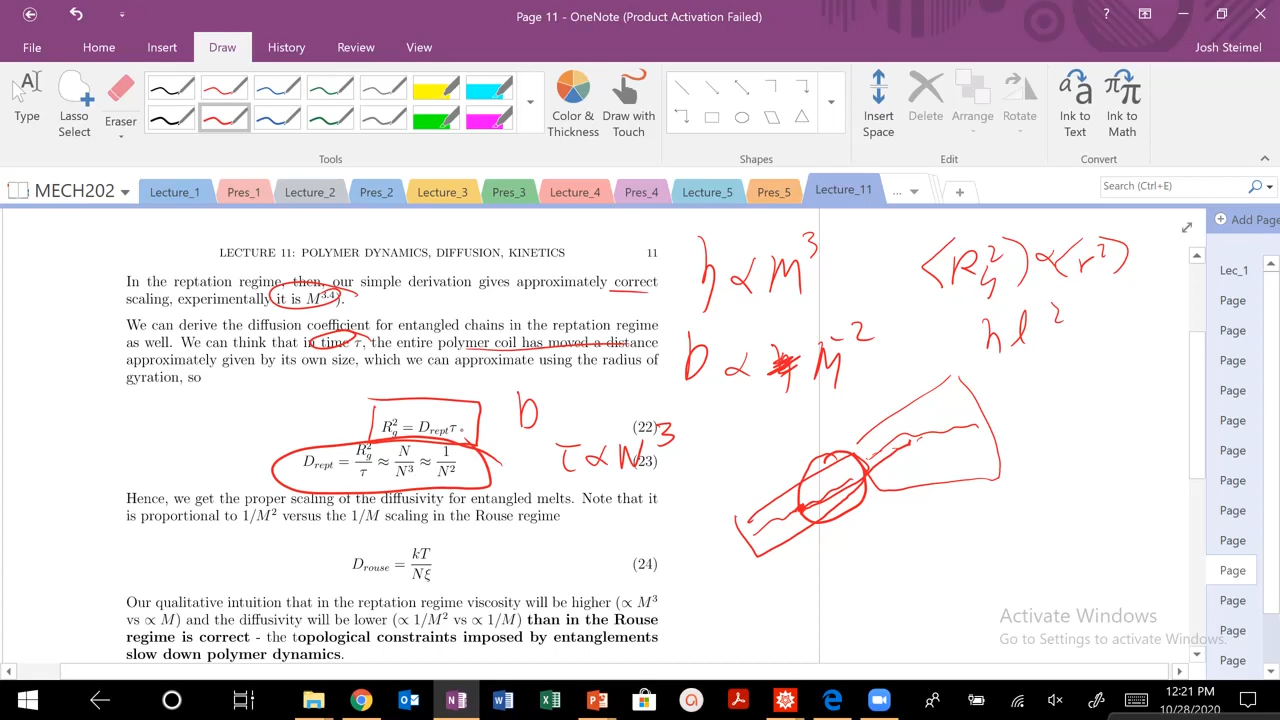 Page 11 - OneNote (Product Activation Failed)
?
File Home Insert Draw History Review View Josh Steimel
Type Lasso Select Eraser Color & Thickness Draw with Touch Insert Space Delete Arrange Rotate Ink to Text Ink to Math
Tools Shapes Edit Convert
MECH202 Lecture_1 Pres_1 Lecture_2 Pres_2 Lecture_3 Pres_3 Lecture_4 Pres_4 Lecture_5 Pres_5 Lecture_11 ... + Search (Ctrl+E)
Add Page
LECTURE 11: POLYMER DYNAMICS, DIFFUSION, KINETICS 11
In the reptation regime, then, our simple derivation gives approximately correct
scaling, experimentally it is M^3.4).
We can derive the diffusion coefficient for entangled chains in the reptation regime
as well. We can think that in time τ, the entire polymer coil has moved a distance
approximately given by its own size, which we can approximate using the radius of
gyration, so
R_g^2 = D_rept τ. (22)
D_rept = R_g^2/τ ≈ N/N^3 ≈ 1/N^2 (23)
Hence, we get the proper scaling of the diffusivity for entangled melts. Note that it
is proportional to 1/M^2 versus the 1/M scaling in the Rouse regime
D_rouse = kT/Nξ (24)
Our qualitative intuition that in the reptation regime viscosity will be higher (∝ M^3
vs ∝ M) and the diffusivity will be lower (∝ 1/M^2 vs ∝ 1/M) than in the Rouse
regime is correct - the topological constraints imposed by entanglements
slow down polymer dynamics.
η ∝ M^3
D ∝ M^-2
D
τ ∝ N^3
<R_g^2> ∝ <r^2>
nl^2
Lec_1
Page
Page
Page
Page
Page
Page
Page
Page
Page
Page
Page
Page
Page
Activate Windows
Go to Settings to activate Windows.
12:21 PM
10/28/2020